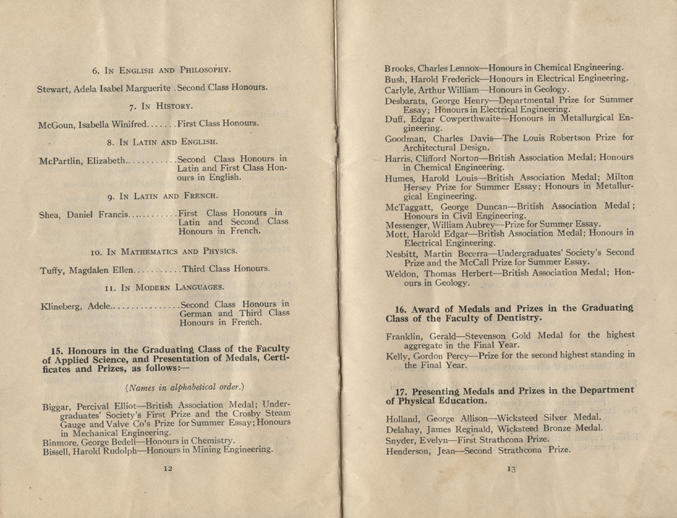 6. In English and Philosophy.
Stewart, Adela Isabel Marguerite .Second Class Honours.
7. In History.
McGoun, Isabella Winifred.......First Class Honours.
8. In Latin and English.
McPartlin, Elizabeth............Second Class Honours in
Latin and First Class Hon-
ours in English.
9. In Latin and French.
Shea, Daniel Francis............First Class Honours in
Latin and Second Class
Honours in French.
10. In Mathematics and Physics.
Tuffy, Magdalen Ellen...........Third Class Honours.
11. In Modern Languages.
Klineberg, Adele................Second Class Honours in
German and Third Class
Honours in French.
15. Honours in the Graduating Class of the Faculty
of Applied Science, and Presentation of Medals, Certi-
ficates and Prizes, as follows:—
(Names in alphabetical order.)
Biggar, Percival Elliot—British Association Medal; Under-
graduates' Society's First Prize and the Crosby Steam
Gauge and Valve Co's Prize for Summer Essay; Honours
in Mechanical Engineering.
Binmore, George Bedell—Honours in Chemistry.
Bissell, Harold Rudolph—Honours in Mining Engineering.
12
Brooks, Charles Lennox—Honours in Chemical Engineering.
Bush, Harold Frederick—Honours in Electrical Engineering.
Carlyle, Arthur William—Honours in Geology.
Desbarats, George Henry—Departmental Prize for Summer
Essay; Honours in Electrical Engineering.
Duff, Edgar Cowperthwaite—Honours in Metallurgical En-
gineering.
Goodman, Charles Davis—The Louis Robertson Prize for
Architectural Design.
Harris, Clifford Norton—British Association Medal; Honours
in Chemical Engineering.
Humes, Harold Louis—British Association Medal; Milton
Hersey Prize for Summer Essay; Honours in Metallur-
gical Engineering.
McTaggatt, George Duncan—British Association Medal;
Honours in Civil Engineering.
Messenger, William Aubrey—Prize for Summer Essay.
Mott, Harold Edgar—British Association Medal; Honours in
Electrical Engineering.
Nesbitt, Martin Becerra—Undergraduates' Society's Second
Prize and the McCall Prize for Summer Essay.
Weldon, Thomas Herbert—British Association Medal; Hon-
ours in Geology.
16. Award of Medals and Prizes in the Graduating
Class of the Faculty of Dentistry.
Franklin, Gerald—Stevenson Gold Medal for the highest
aggregate in the Final Year.
Kelly, Gordon Percy—Prize for the second highest standing in
the Final Year.
17. Presenting Medals and Prizes in the Department
of Physical Education.
Holland, George Allison—Wicksteed Silver Medal.
Delahay, James Reginald, Wicksteed Bronze Medal.
Snyder, Evelyn—First Strathcona Prize.
Henderson, Jean—Second Strathcona Prize.
13